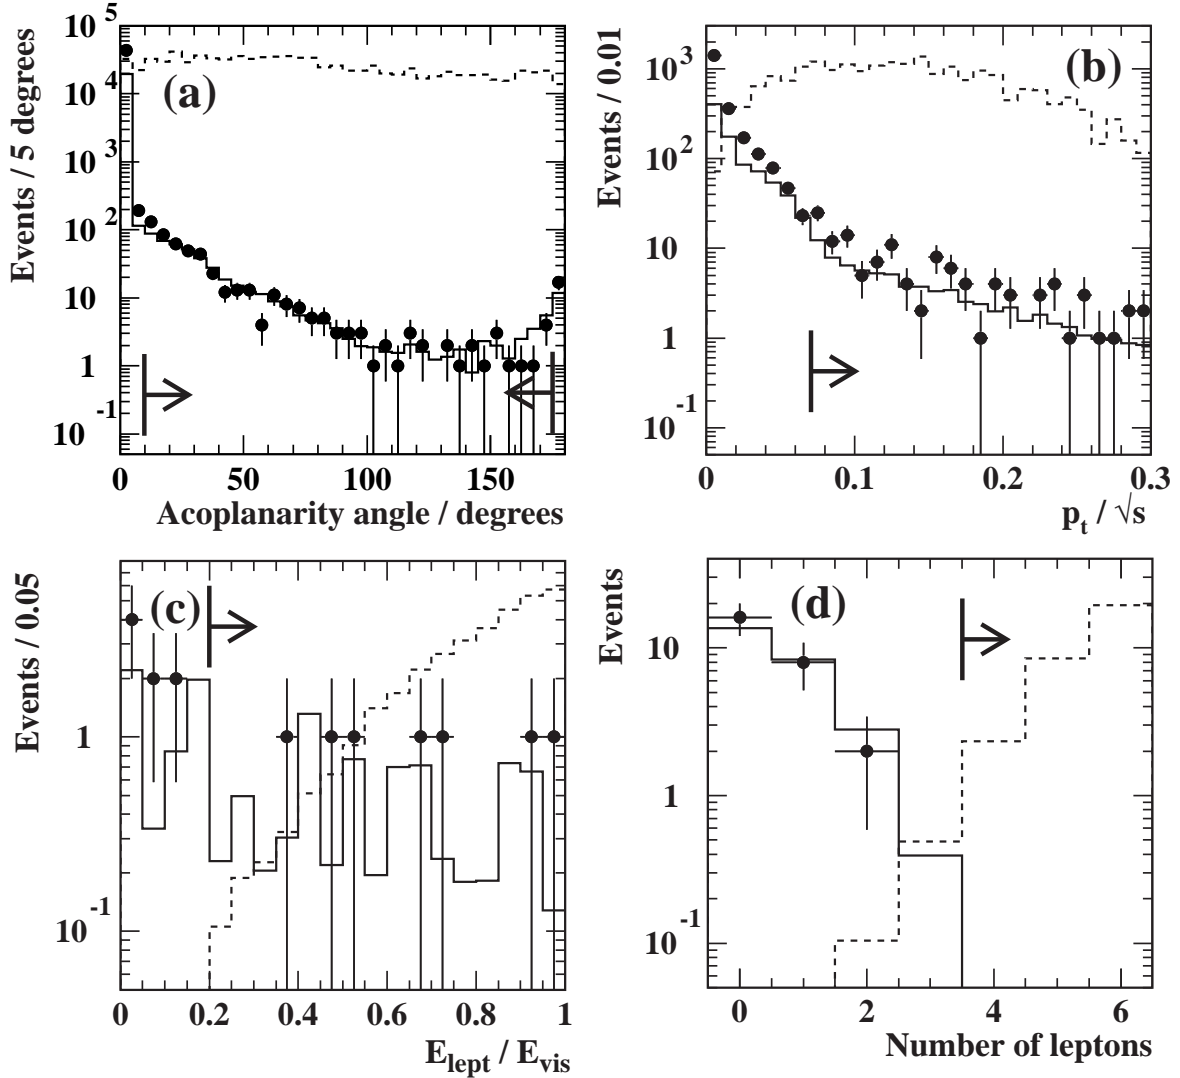 Events / 5 degrees
10^5
10^4
10^3
10^2
10
1
10^-1
(a)
0 50 100 150
Acoplanarity angle / degrees
Events / 0.01
10^3
10^2
10
1
10^-1
(b)
0 0.1 0.2 0.3
p_t / √s
Events / 0.05
1
10^-1
(c)
0 0.2 0.4 0.6 0.8 1
E_lept / E_vis
Events
10
1
10^-1
(d)
0 2 4 6
Number of leptons